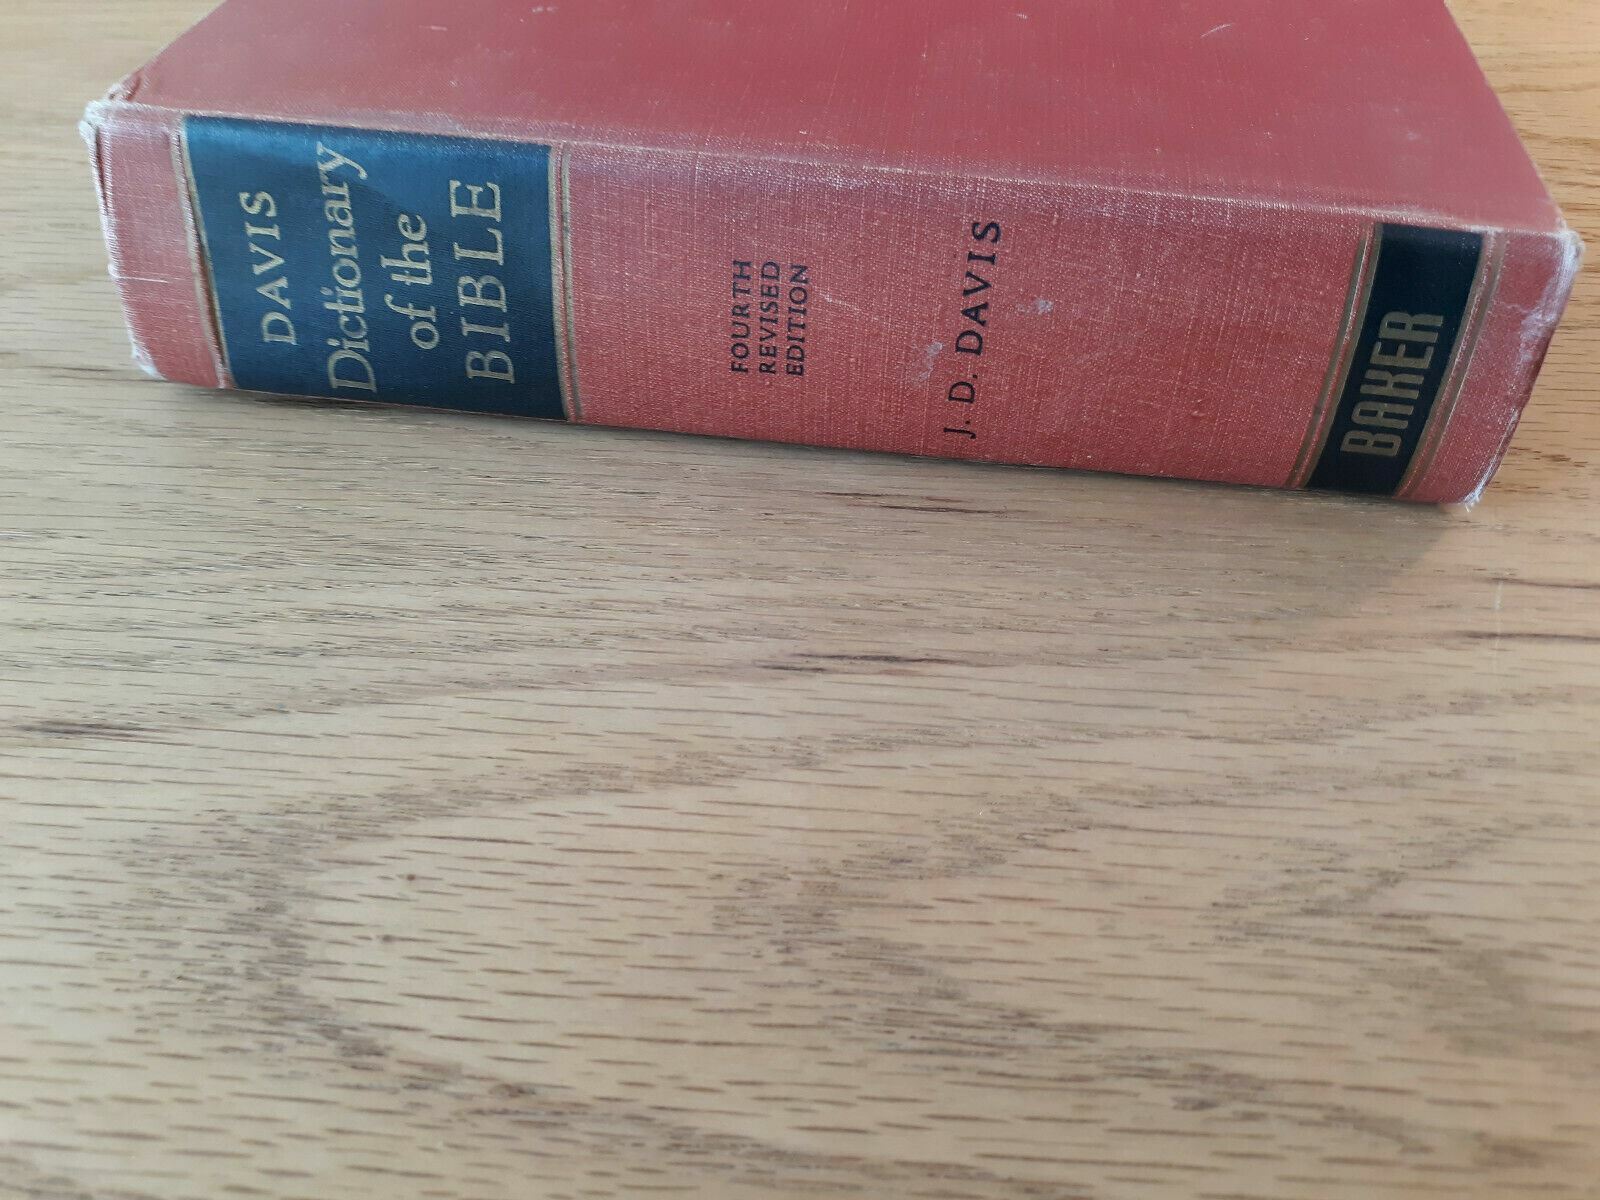 DAVIS
Dictionary
of the
BIBLE
FOURTH
REVISED
EDITION
J. D. DAVIS
BAKER